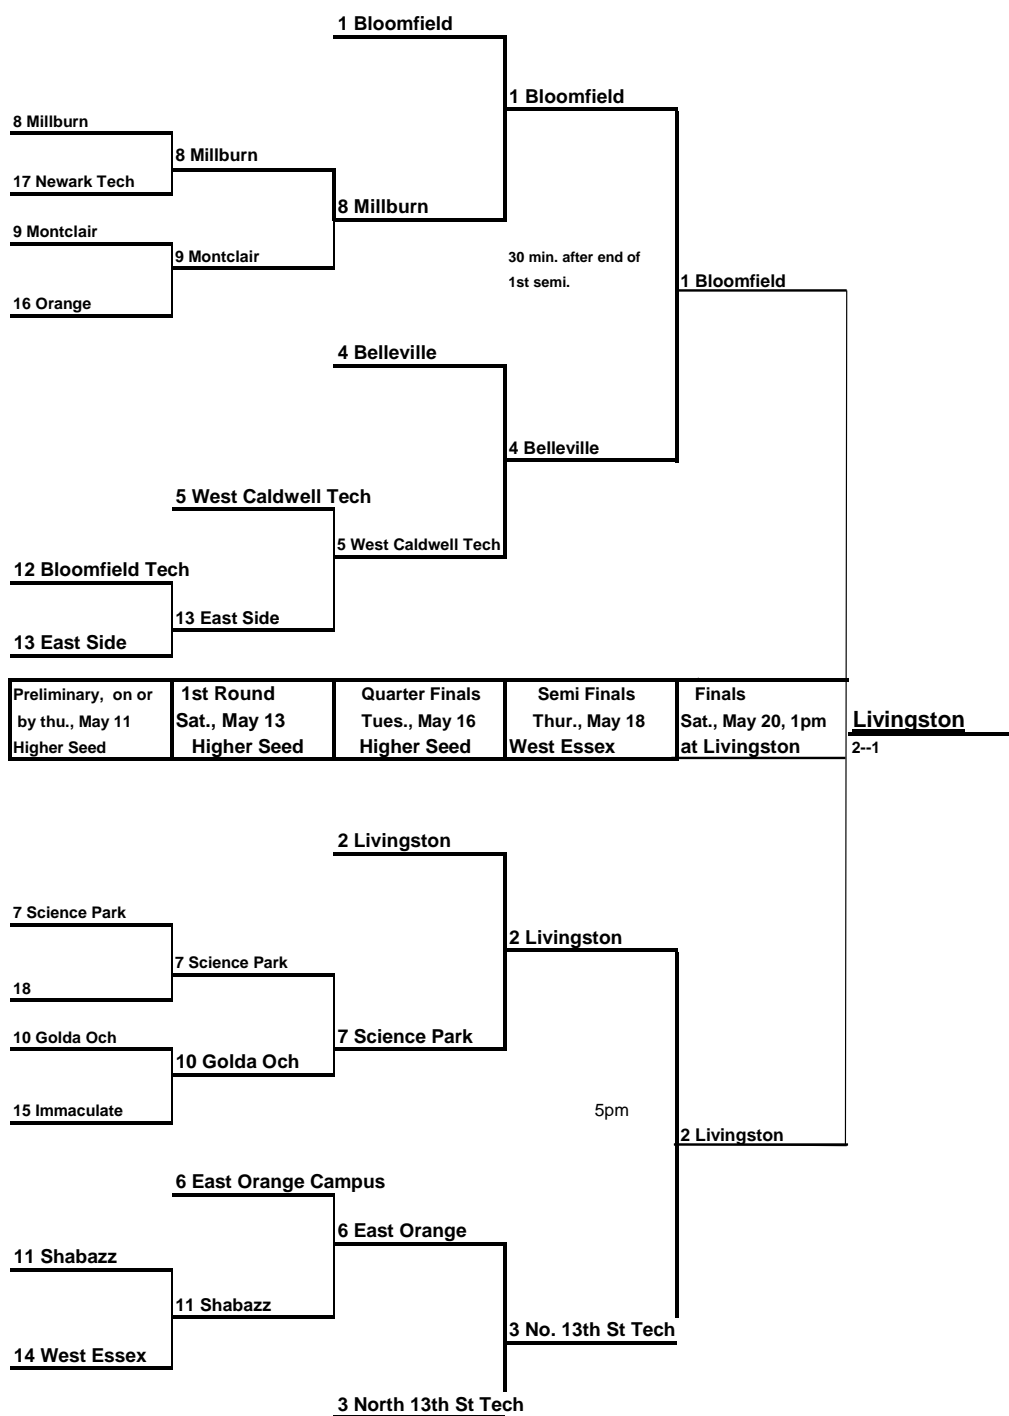 1 Bloomfield
1 Bloomfield
8 Millburn
8 Millburn
17 Newark Tech
8 Millburn
9 Montclair
9 Montclair
30 min. after end of
1st semi.
1 Bloomfield
16 Orange
4 Belleville
4 Belleville
5 West Caldwell Tech
5 West Caldwell Tech
12 Bloomfield Tech
13 East Side
13 East Side
Preliminary, on or
by thu., May 11
Higher Seed
1st Round
Sat., May 13
Higher Seed
Quarter Finals
Tues., May 16
Higher Seed
Semi Finals
Thur., May 18
West Essex
Finals
Sat., May 20, 1pm
at Livingston
Livingston
2--1
2 Livingston
7 Science Park
2 Livingston
7 Science Park
18
10 Golda Och
7 Science Park
10 Golda Och
15 Immaculate
5pm
2 Livingston
6 East Orange Campus
6 East Orange
11 Shabazz
11 Shabazz
3 No. 13th St Tech
14 West Essex
3 North 13th St Tech